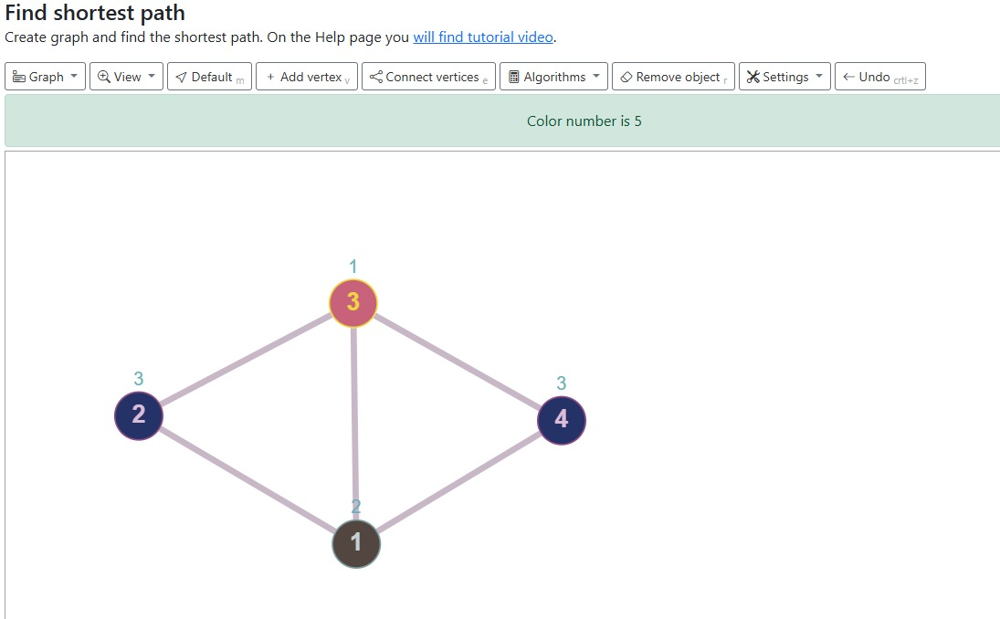 Find shortest path
Create graph and find the shortest path. On the Help page you will find tutorial video.
Graph View Default m + Add vertex v Connect vertices e Algorithms Remove object r Settings Undo crtl+z
Color number is 5
1
3
3
2
3
4
2
1